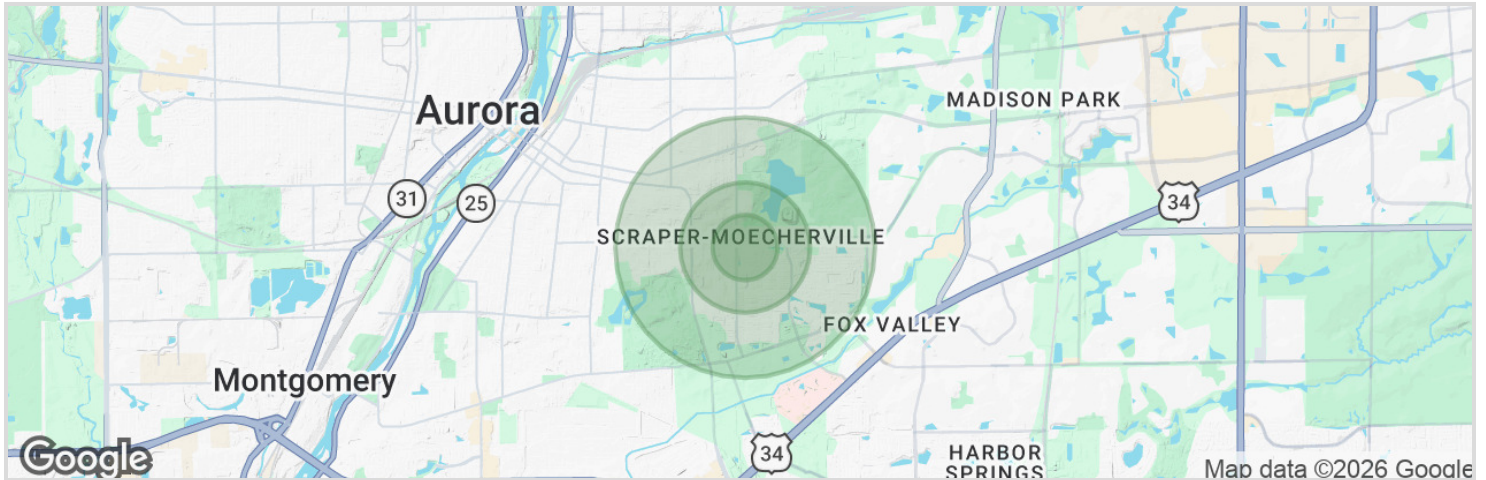 Aurora
MADISON PARK
31
25
34
SCRAPER-MOECHERVILLE
FOX VALLEY
Montgomery
34
HARBOR
SPRINGS
Google
Map data ©2026 Google